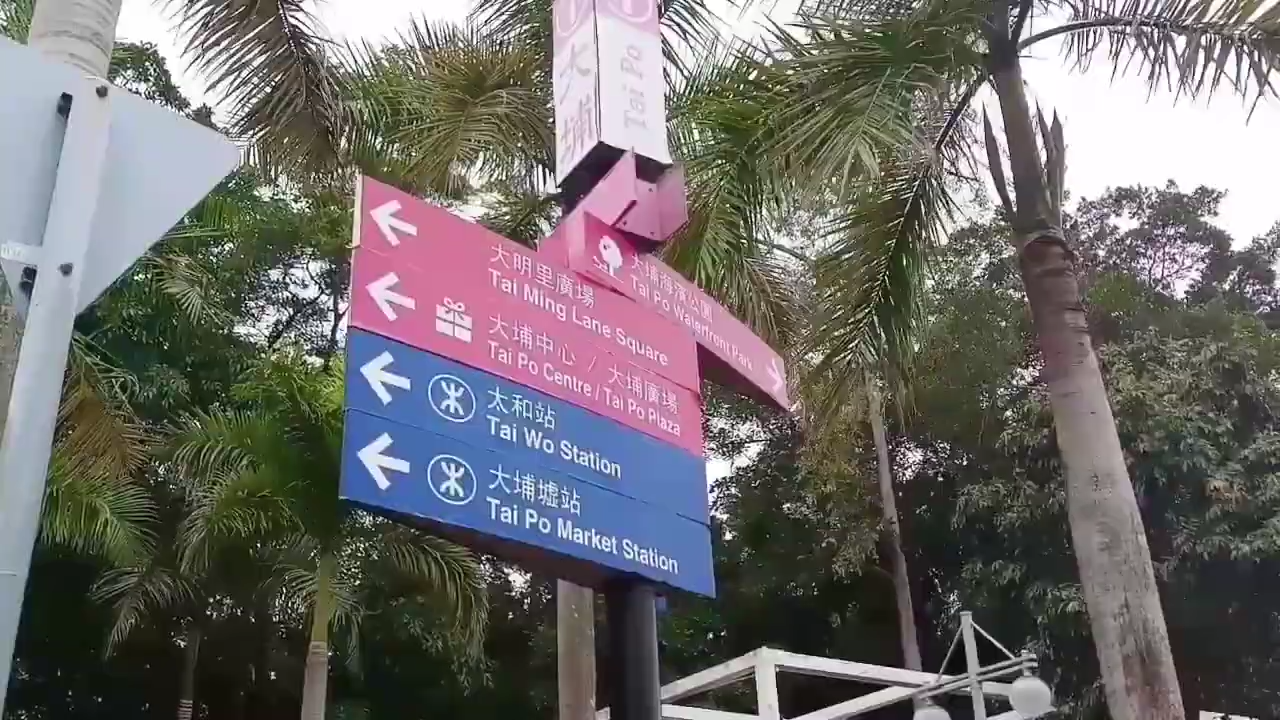 大埔
Tai Po
大埔海濱公園
Tai Po Waterfront Park
大明里廣場
Tai Ming Lane Square
大埔中心 / 大埔廣場
Tai Po Centre / Tai Po Plaza
太和站
Tai Wo Station
大埔墟站
Tai Po Market Station